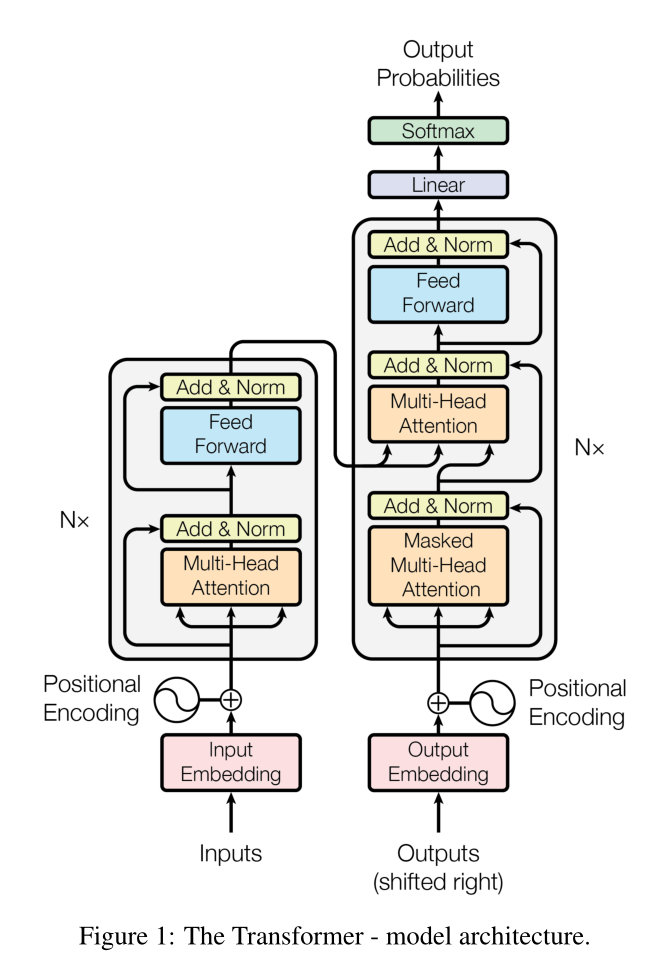 Output
Probabilities
Softmax
Linear
Add & Norm
Feed
Forward
Add & Norm
Multi-Head
Attention
Add & Norm
Masked
Multi-Head
Attention
N×
Add & Norm
Feed
Forward
Add & Norm
Multi-Head
Attention
N×
Positional
Encoding
Positional
Encoding
Input
Embedding
Output
Embedding
Inputs
Outputs
(shifted right)
Figure 1: The Transformer - model architecture.